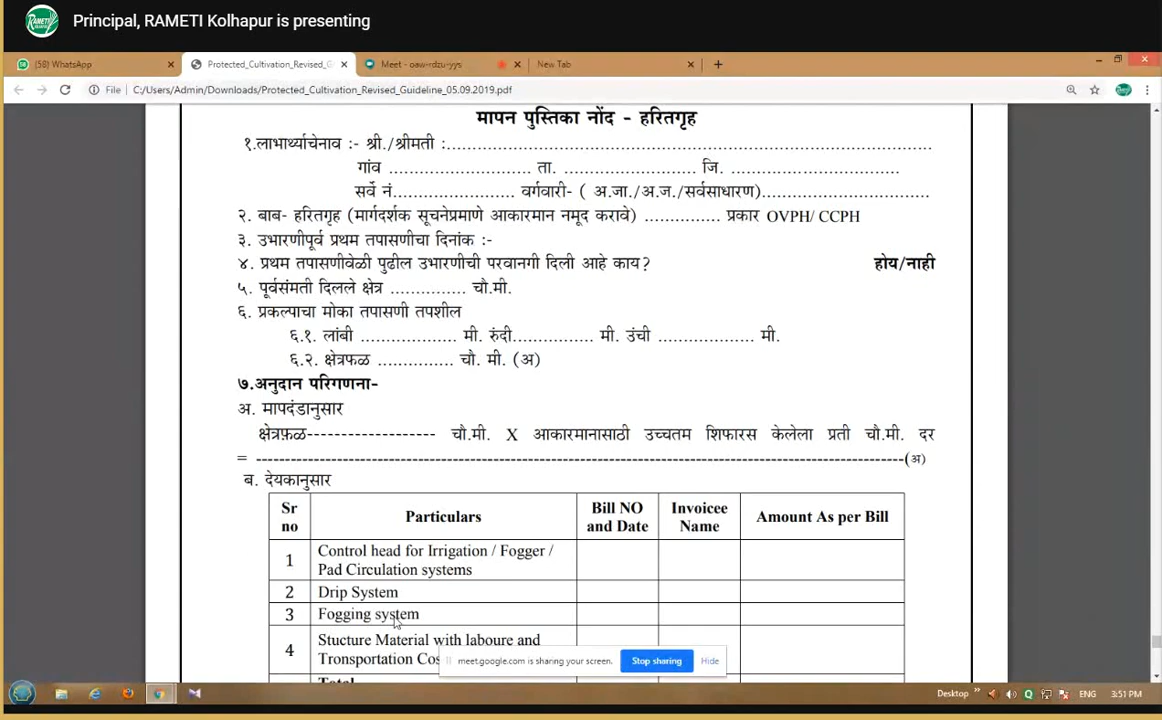 Principal, RAMETI Kolhapur is presenting
(58) WhatsApp
Protected_Cultivation_Revised_G
Meet - oaw-rdzu-yys
New Tab
File
C:/Users/Admin/Downloads/Protected_Cultivation_Revised_Guideline_05.09.2019.pdf
मापन पुस्तिका नोंद - हरितगृह
१.लाभार्थ्याचेनाव :- श्री./श्रीमती :..................................................................................
गांव .......................... ता. ........................ जि. ..............................
सर्वे नं...................... वर्गवारी- ( अ.जा./अ.ज./सर्वसाधारण)..............................
२. बाब- हरितगृह (मार्गदर्शक सूचनेप्रमाणे आकारमान नमूद करावे) .............. प्रकार OVPH/ CCPH
३. उभारणीपूर्व प्रथम तपासणीचा दिनांक :-
४. प्रथम तपासणीवेळी पुढील उभारणीची परवानगी दिली आहे काय? होय/नाही
५. पूर्वसंमती दिलले क्षेत्र .............. चौ.मी.
६. प्रकल्पाचा मोका तपासणी तपशील
६.१. लांबी .................. मी. रुंदी............... मी. उंची .................. मी.
६.२. क्षेत्रफळ .............. चौ. मी. (अ)
७.अनुदान परिगणना-
अ. मापदंडानुसार
क्षेत्रफ़ळ------------------- चौ.मी. X आकारमानासाठी उच्चतम शिफारस केलेला प्रती चौ.मी. दर
= ------------------------------------------------------------------------------------(अ)
ब. देयकानुसार
Sr no
Particulars
Bill NO and Date
Invoicee Name
Amount As per Bill
1
Control head for Irrigation / Fogger /
Pad Circulation systems
2
Drip System
3
Fogging system
4
Stucture Material with laboure and
Tronsportation Cos
meet.google.com is sharing your screen.
Stop sharing
Hide
Total
Desktop
ENG
3:51 PM